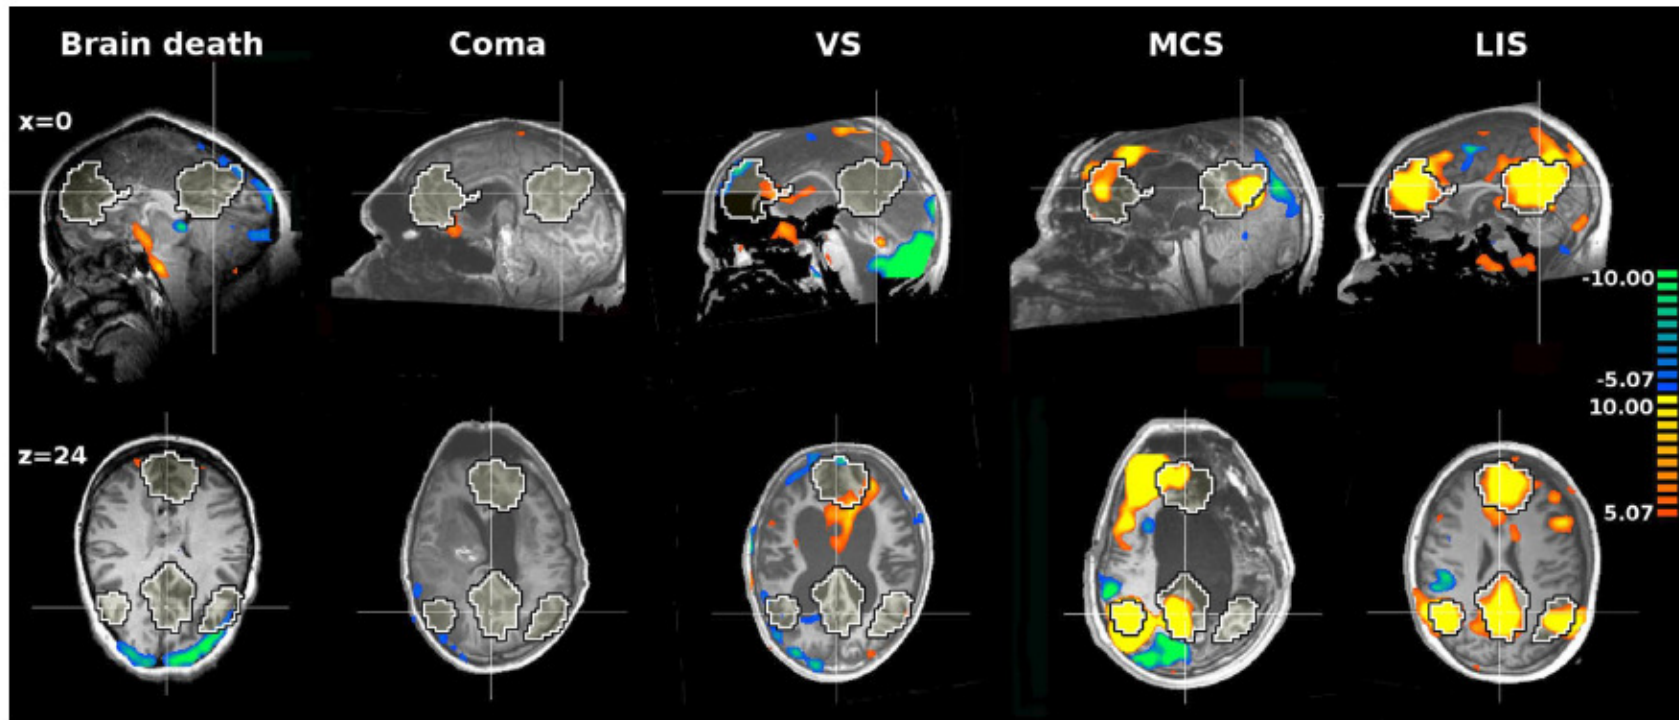 Brain death
Coma
VS
MCS
LIS
x=0
z=24
-10.00
-5.07
10.00
5.07